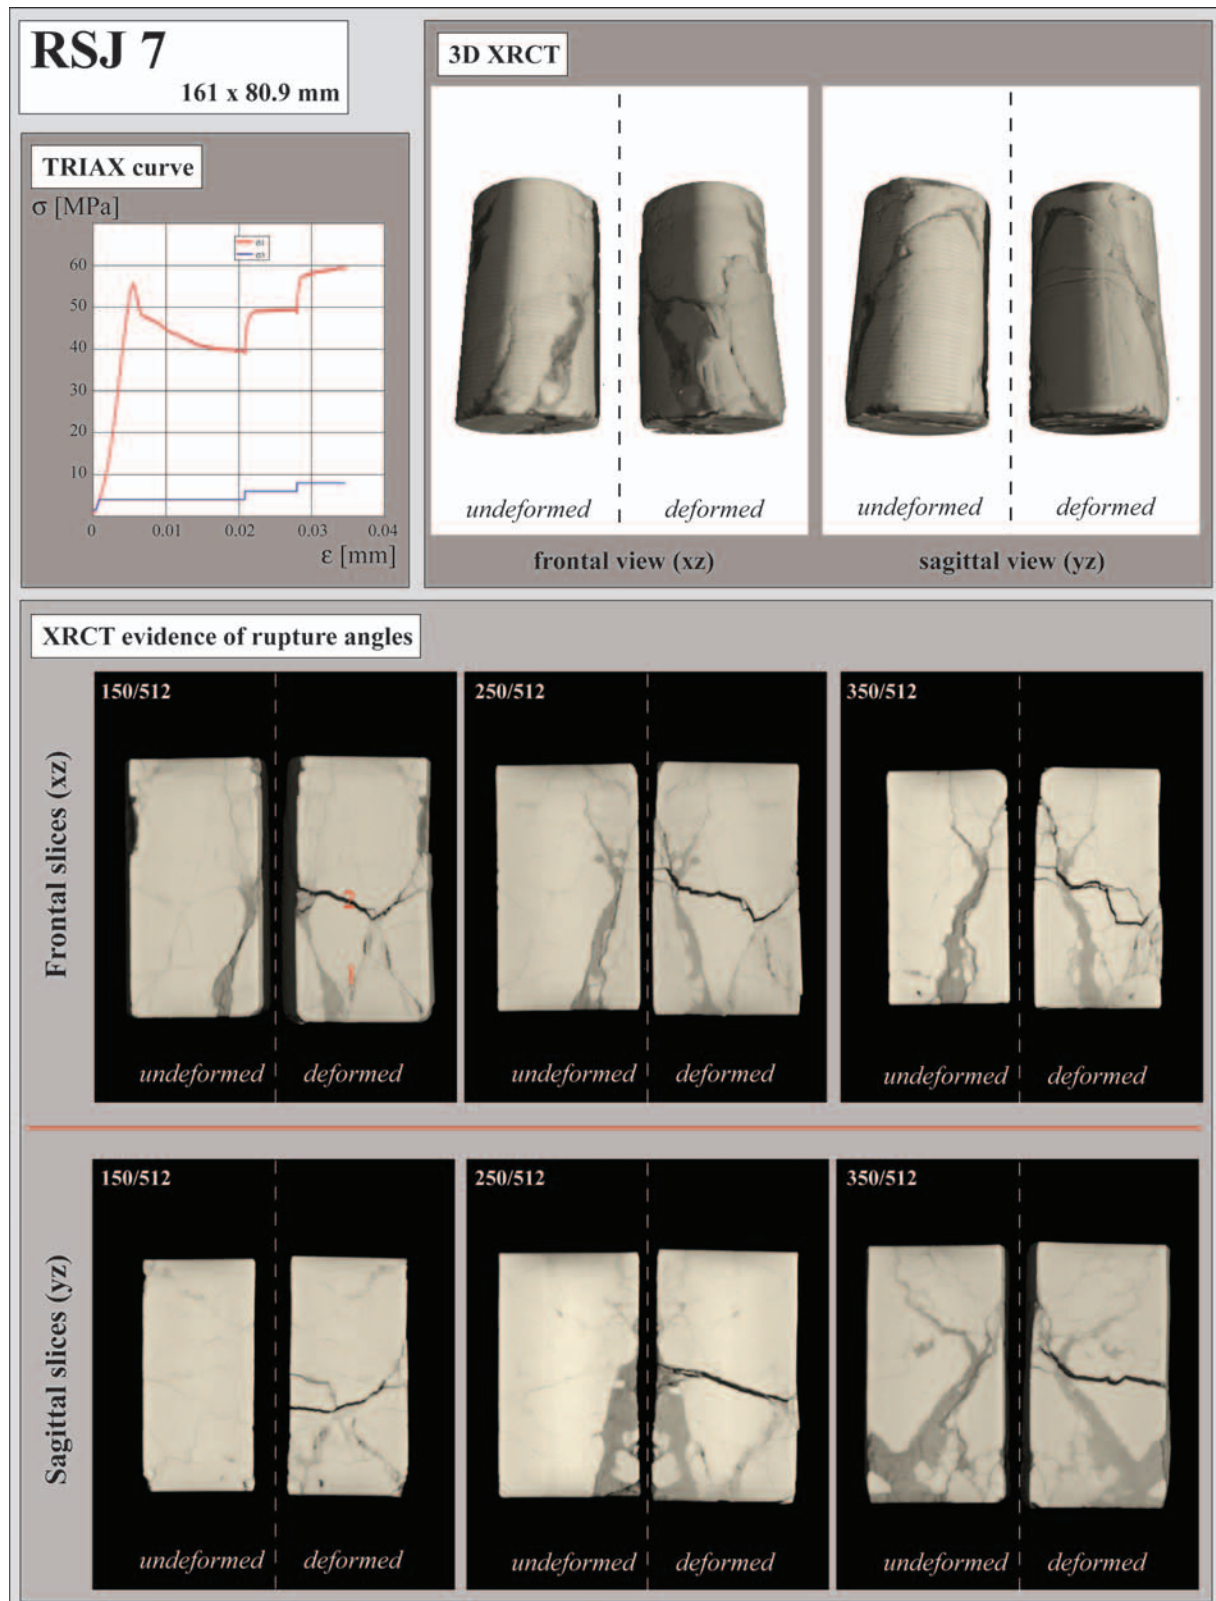 RSJ 7
161 x 80.9 mm
TRIAX curve
σ [MPa]
60
50
40
30
20
10
0
0.01
0.02
0.03
0.04
ε [mm]
3D XRCT
undeformed
deformed
frontal view (xz)
undeformed
deformed
sagittal view (yz)
XRCT evidence of rupture angles
Frontal slices (xz)
150/512
undeformed
deformed
250/512
undeformed
deformed
350/512
undeformed
deformed
Sagittal slices (yz)
150/512
undeformed
deformed
250/512
undeformed
deformed
350/512
undeformed
deformed